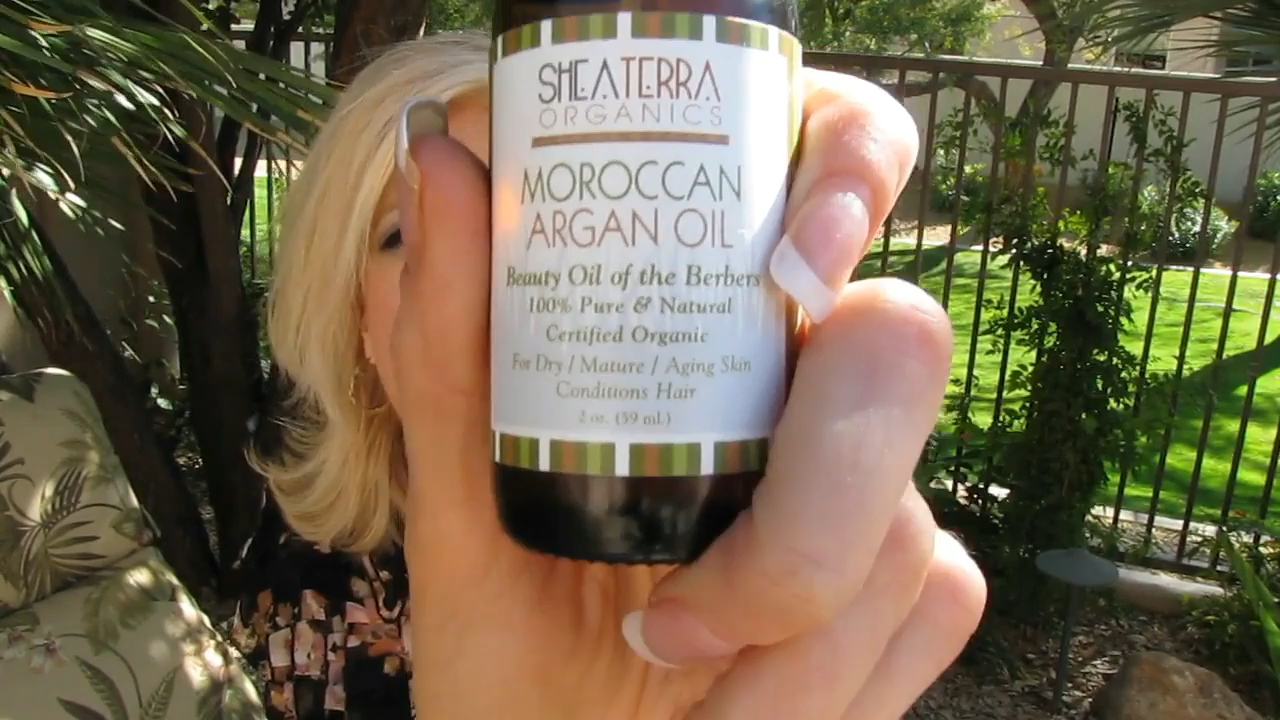 SHEATERRA
ORGANICS
MOROCCAN
ARGAN OIL
Beauty Oil of the Berbers
100% Pure & Natural
Certified Organic
For Dry / Mature / Aging Skin
Conditions Hair
2 oz. (59 mL)